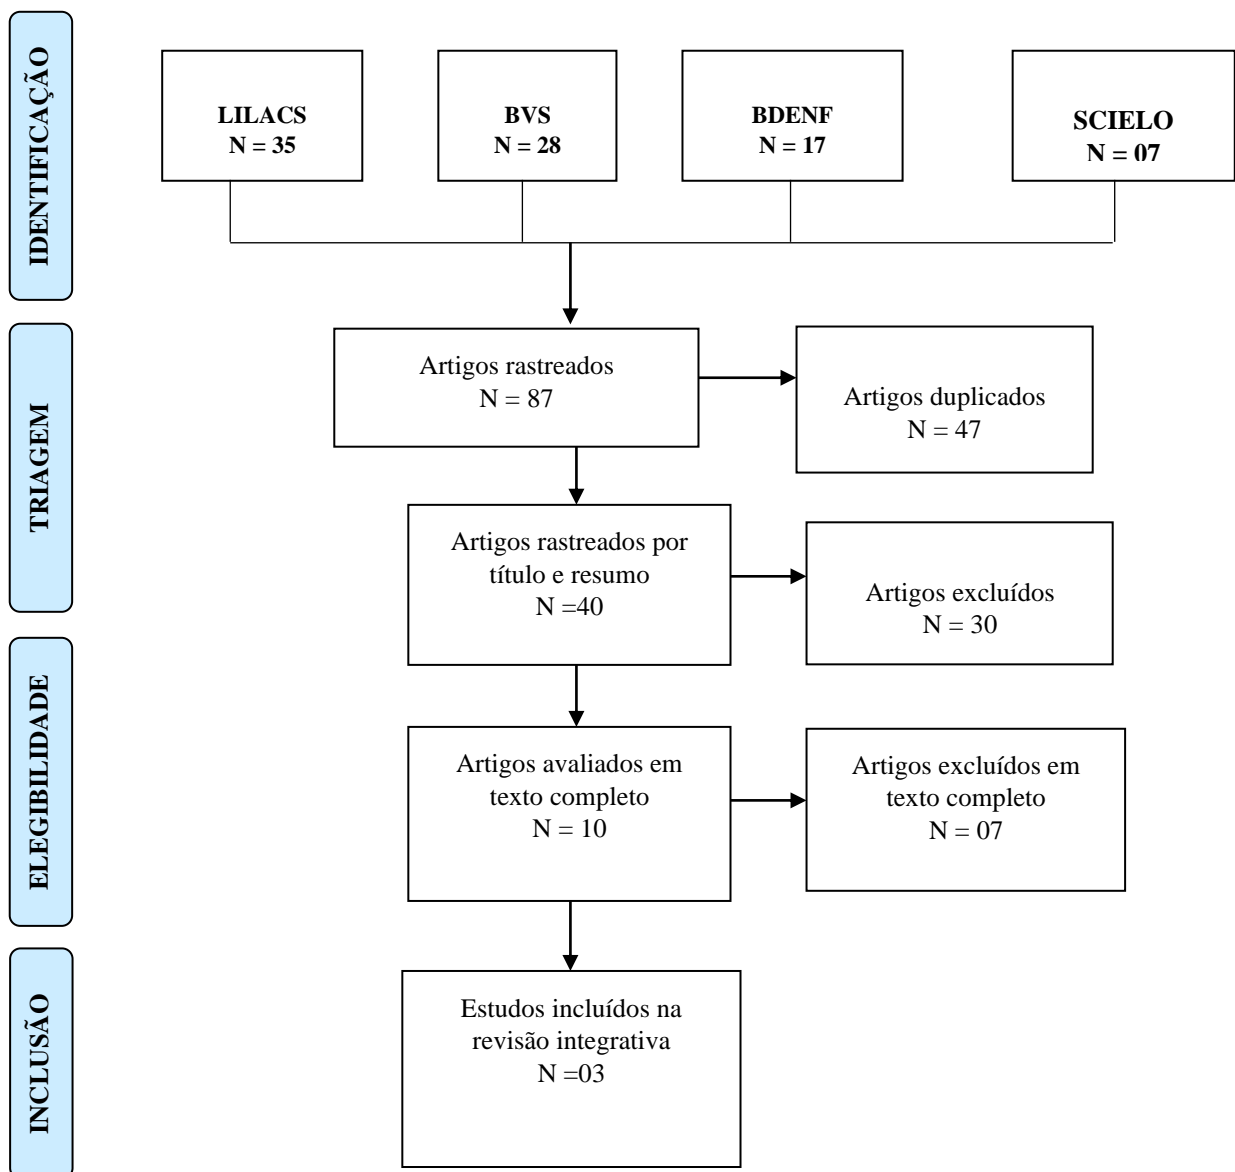 IDENTIFICAÇÃO
LILACS
N = 35
BVS
N = 28
BDENF
N = 17
SCIELO
N = 07
TRIAGEM
Artigos rastreados
N = 87
Artigos duplicados
N = 47
Artigos rastreados por
título e resumo
N =40
Artigos excluídos
N = 30
ELEGIBILIDADE
Artigos avaliados em
texto completo
N = 10
Artigos excluídos em
texto completo
N = 07
INCLUSÃO
Estudos incluídos na
revisão integrativa
N =03